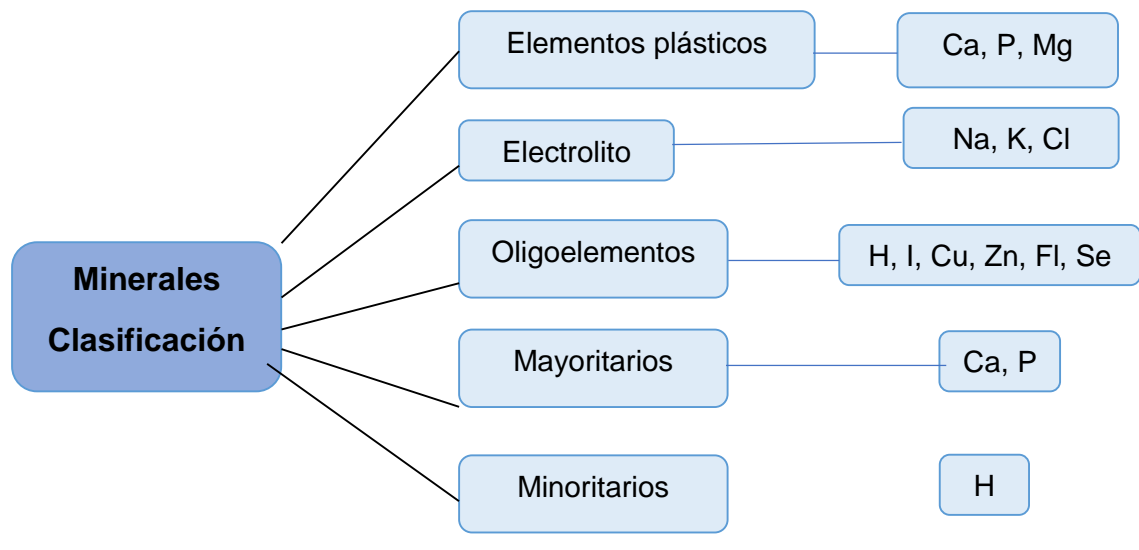 Minerales
Clasificación
Elementos plásticos
Ca, P, Mg
Electrolito
Na, K, Cl
Oligoelementos
H, I, Cu, Zn, Fl, Se
Mayoritarios
Ca, P
Minoritarios
H